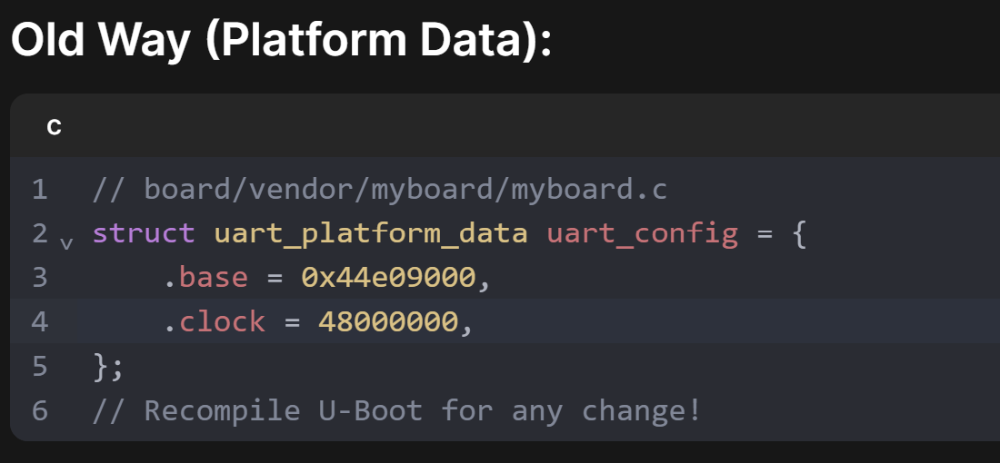 Old Way (Platform Data):
c
1 // board/vendor/myboard/myboard.c
2 struct uart_platform_data uart_config = {
3     .base = 0x44e09000,
4     .clock = 48000000,
5 };
6 // Recompile U-Boot for any change!